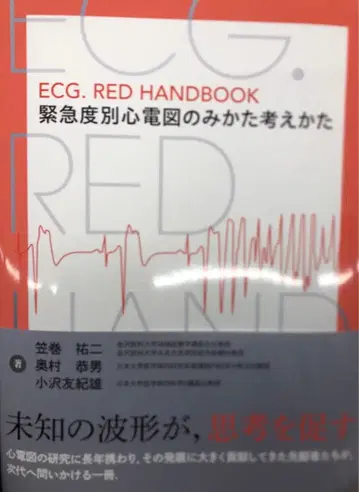 ECG.
ECG. RED HANDBOOK
緊急度別心電図のみかた考えかた
RED
HAND
笠巻 祐二
奥村 恭男
小沢友紀雄
著
未知の波形が,思考を促す
心電図の研究に長年携わり,その発展に大きく貢献してきた先駆者たちが,
次代へ問いかける一冊.